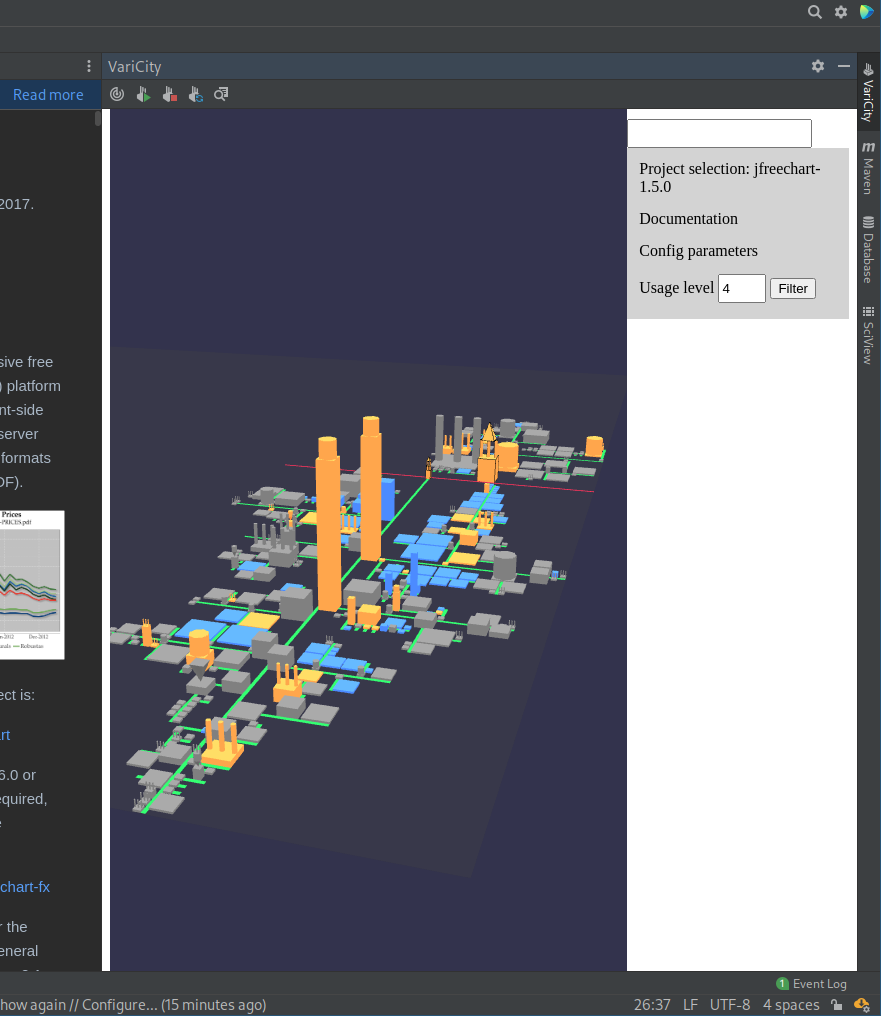 VariCity
Read more
2017.
sive free
) platform
nt-side
server
formats
DF).
Prices
-PRICES.pdf
Dec-2012
ect is:
rt
6.0 or
equired,
e
chart-fx
r the
eneral
Project selection: jfreechart-
1.5.0
Documentation
Config parameters
Usage level 4 Filter
VariCity
Maven
Database
SciView
1 Event Log
how again // Configure... (15 minutes ago)
26:37 LF UTF-8 4 spaces